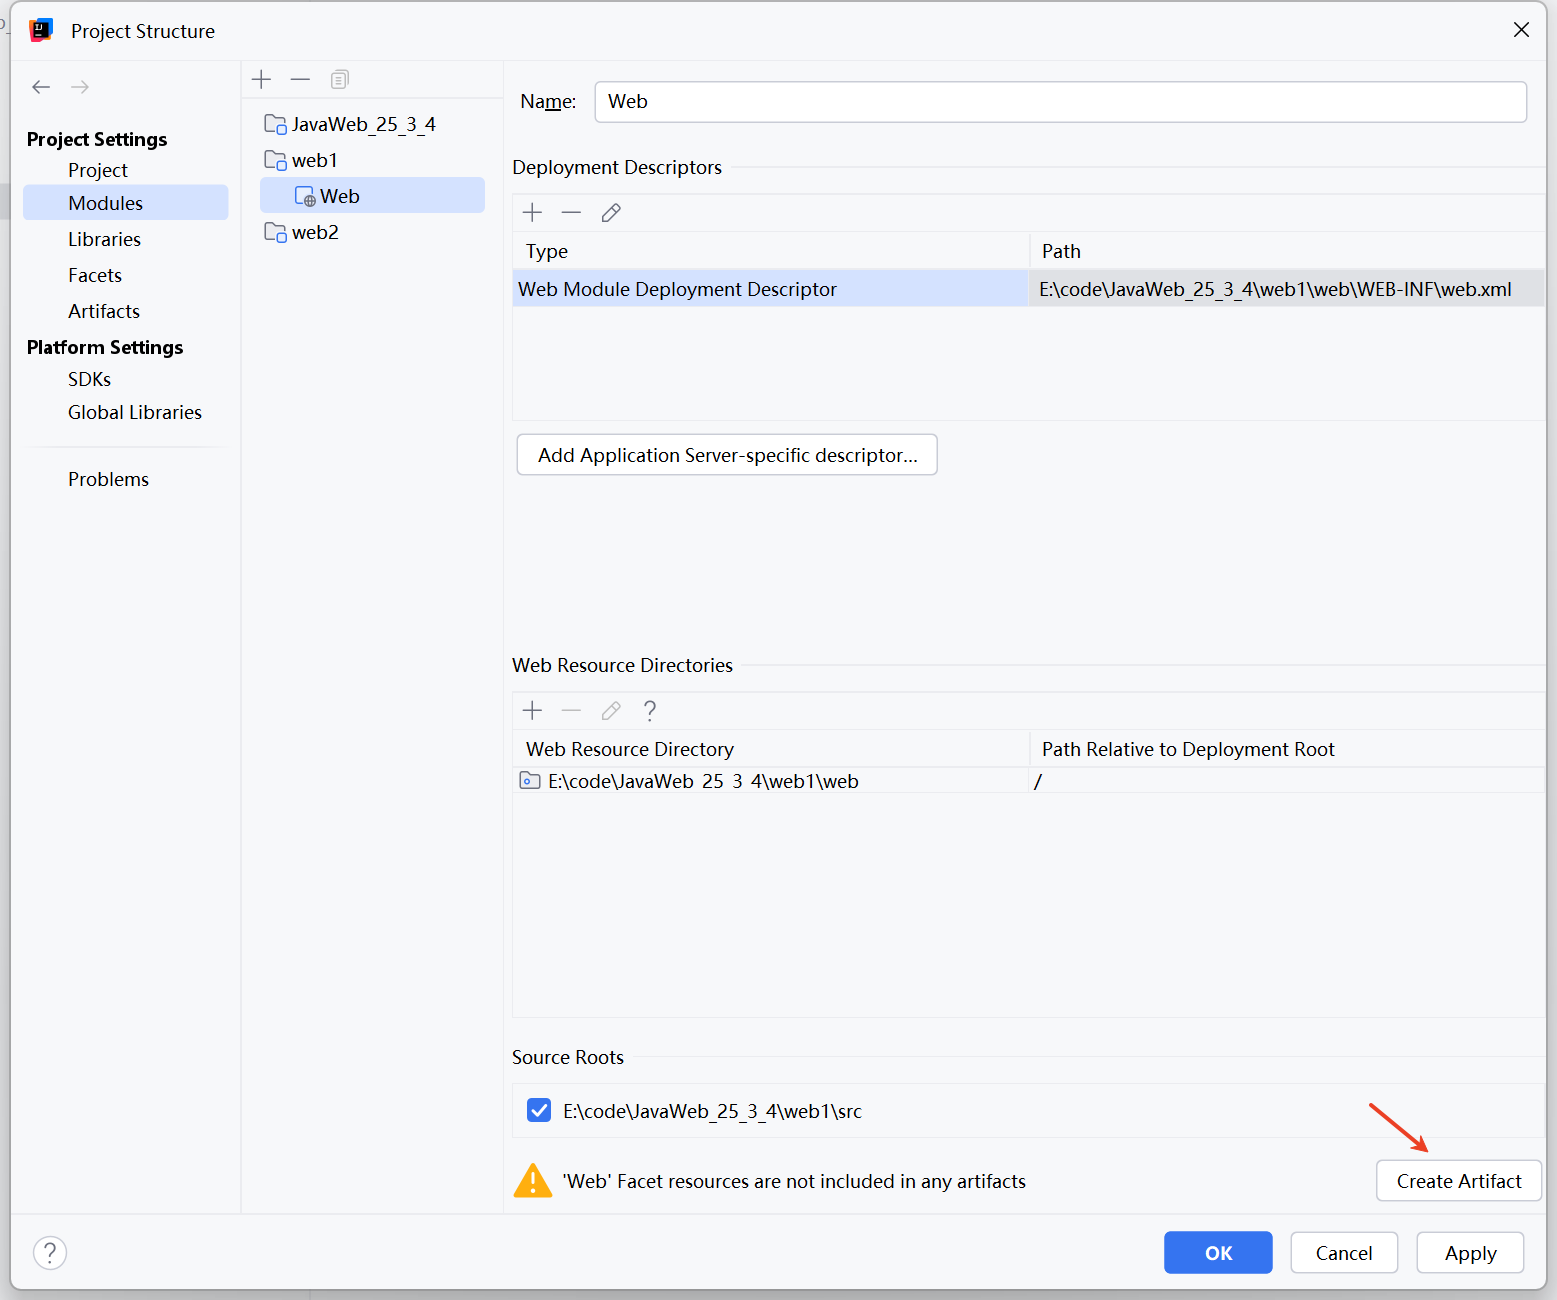 Project Structure
Project Settings
Project
Modules
Libraries
Facets
Artifacts
Platform Settings
SDKs
Global Libraries
Problems
JavaWeb_25_3_4
web1
Web
web2
Name: Web
Deployment Descriptors
Type Path
Web Module Deployment Descriptor E:\code\JavaWeb_25_3_4\web1\web\WEB-INF\web.xml
Add Application Server-specific descriptor...
Web Resource Directories
?
Web Resource Directory Path Relative to Deployment Root
E:\code\JavaWeb_25_3_4\web1\web /
Source Roots
E:\code\JavaWeb_25_3_4\web1\src
'Web' Facet resources are not included in any artifacts Create Artifact
? OK Cancel Apply